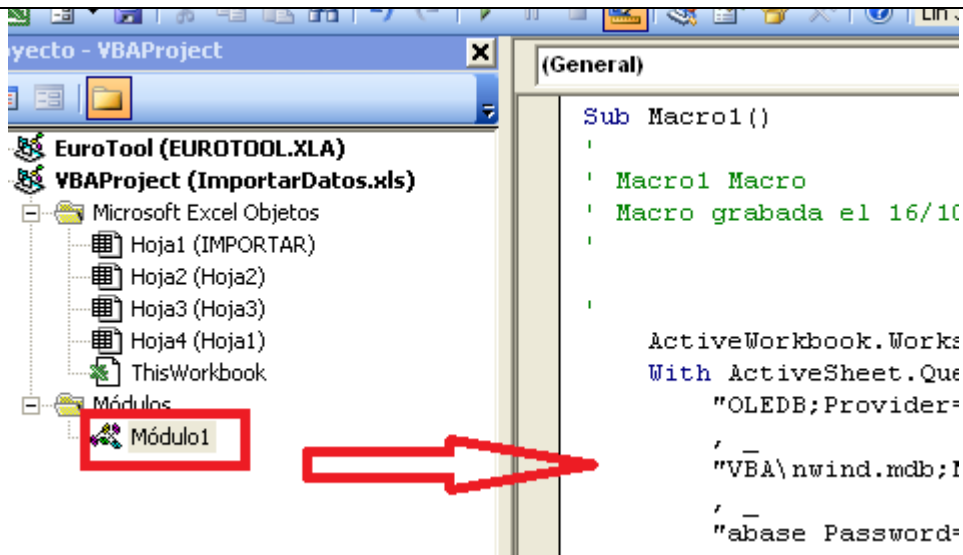 Lin
yecto - VBAProject
(General)
EuroTool (EUROTOOL.XLA)
VBAProject (ImportarDatos.xls)
Microsoft Excel Objetos
Hoja1 (IMPORTAR)
Hoja2 (Hoja2)
Hoja3 (Hoja3)
Hoja4 (Hoja1)
ThisWorkbook
Módulos
Módulo1
Sub Macro1()
'
' Macro1 Macro
' Macro grabada el 16/10
'
'
ActiveWorkbook.Works
With ActiveSheet.Que
"OLEDB;Provider=
, _
"VBA\nwind.mdb;M
, _
"abase Password=